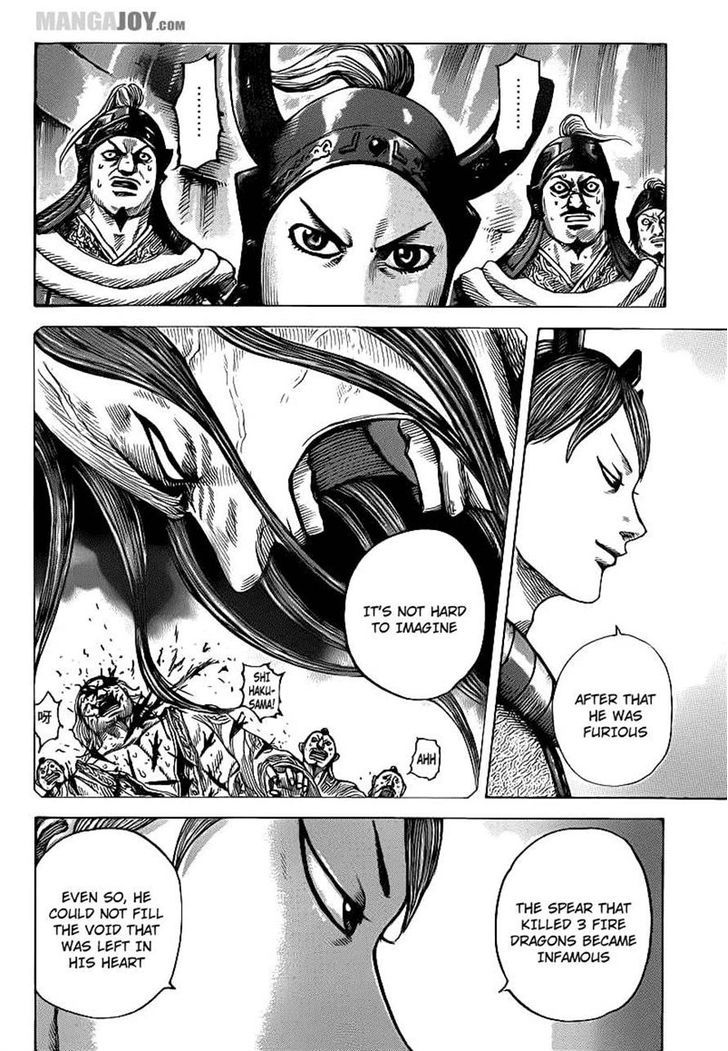 MANGAJOY.COM
......
......
AFTER THAT
HE WAS
FURIOUS
IT'S NOT HARD
TO IMAGINE
SHI
HAKU-
SAMA!
呀
AHH
THE SPEAR THAT
KILLED 3 FIRE
DRAGONS BECAME
INFAMOUS
EVEN SO, HE
COULD NOT FILL
THE VOID THAT
WAS LEFT IN
HIS HEART